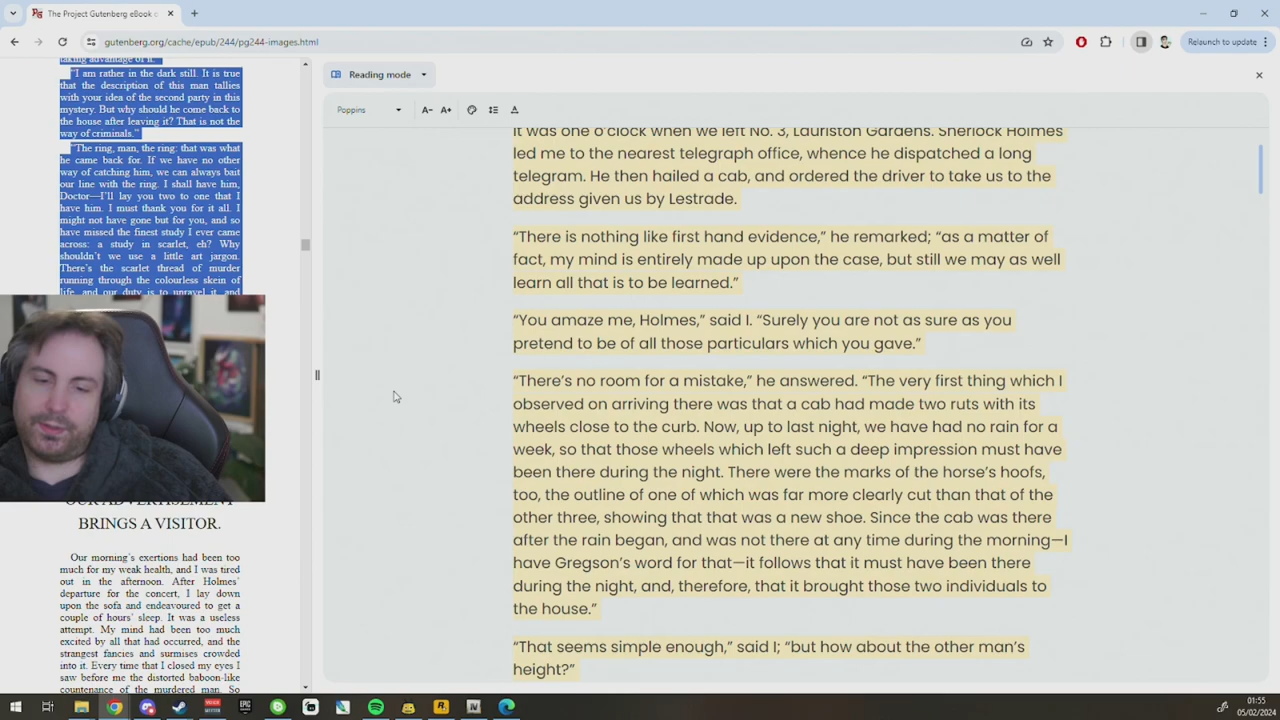 The Project Gutenberg eBook o
gutenberg.org/cache/epub/244/pg244-images.html
Relaunch to update
taking advantage of it.”
“I am rather in the dark still. It is true
that the description of this man tallies
with your idea of the second party in this
mystery. But why should he come back to
the house after leaving it? That is not the
way of criminals.”
“The ring, man, the ring: that was what
he came back for. If we have no other
way of catching him, we can always bait
our line with the ring. I shall have him,
Doctor—I’ll lay you two to one that I
have him. I must thank you for it all. I
might not have gone but for you, and so
have missed the finest study I ever came
across: a study in scarlet, eh? Why
shouldn’t we use a little art jargon.
There’s the scarlet thread of murder
running through the colourless skein of
life, and our duty is to unravel it, and
OUR ADVERTISEMENT
BRINGS A VISITOR.
Our morning’s exertions had been too
much for my weak health, and I was tired
out in the afternoon. After Holmes’
departure for the concert, I lay down
upon the sofa and endeavoured to get a
couple of hours’ sleep. It was a useless
attempt. My mind had been too much
excited by all that had occurred, and the
strangest fancies and surmises crowded
into it. Every time that I closed my eyes I
saw before me the distorted baboon-like
countenance of the murdered man. So
Reading mode
Poppins
A- A+
A
It was one o’clock when we left No. 3, Lauriston Gardens. Sherlock Holmes
led me to the nearest telegraph office, whence he dispatched a long
telegram. He then hailed a cab, and ordered the driver to take us to the
address given us by Lestrade.
“There is nothing like first hand evidence,” he remarked; “as a matter of
fact, my mind is entirely made up upon the case, but still we may as well
learn all that is to be learned.”
“You amaze me, Holmes,” said I. “Surely you are not as sure as you
pretend to be of all those particulars which you gave.”
“There’s no room for a mistake,” he answered. “The very first thing which I
observed on arriving there was that a cab had made two ruts with its
wheels close to the curb. Now, up to last night, we have had no rain for a
week, so that those wheels which left such a deep impression must have
been there during the night. There were the marks of the horse’s hoofs,
too, the outline of one of which was far more clearly cut than that of the
other three, showing that that was a new shoe. Since the cab was there
after the rain began, and was not there at any time during the morning—I
have Gregson’s word for that—it follows that it must have been there
during the night, and, therefore, that it brought those two individuals to
the house.”
“That seems simple enough,” said I; “but how about the other man’s
height?”
01:55
05/02/2024